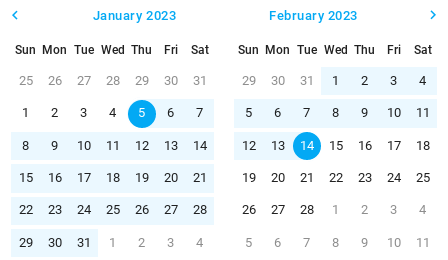 January 2023
Sun Mon Tue Wed Thu Fri Sat
25 26 27 28 29 30 31
1 2 3 4 5 6 7
8 9 10 11 12 13 14
15 16 17 18 19 20 21
22 23 24 25 26 27 28
29 30 31 1 2 3 4
February 2023
Sun Mon Tue Wed Thu Fri Sat
29 30 31 1 2 3 4
5 6 7 8 9 10 11
12 13 14 15 16 17 18
19 20 21 22 23 24 25
26 27 28 1 2 3 4
5 6 7 8 9 10 11